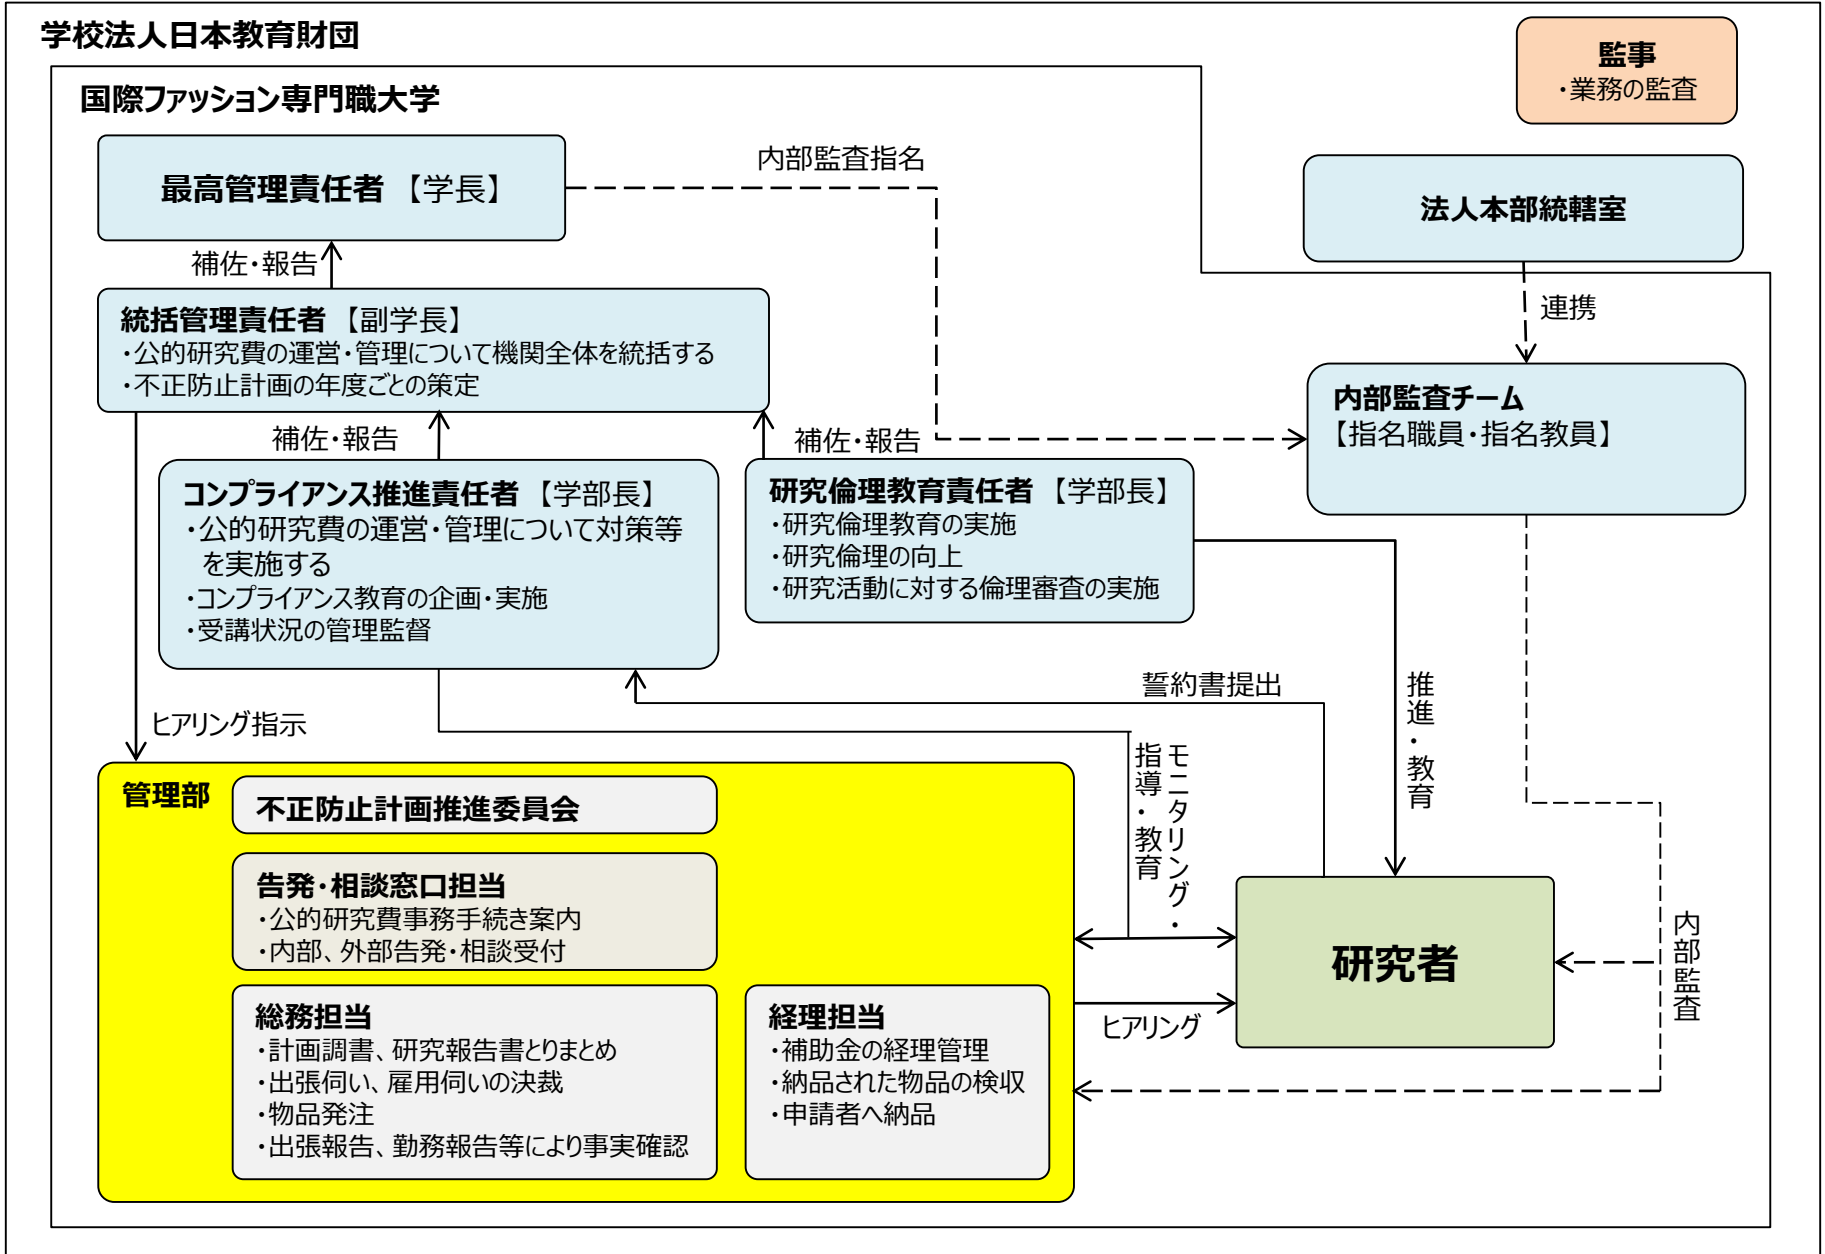 学校法人日本教育財団
監事
・業務の監査
国際ファッション専門職大学
最高管理責任者 【学長】
内部監査指名
法人本部統轄室
補佐・報告
連携
統括管理責任者 【副学長】
・公的研究費の運営・管理について機関全体を統括する
・不正防止計画の年度ごとの策定
内部監査チーム
【指名職員・指名教員】
補佐・報告
補佐・報告
コンプライアンス推進責任者 【学部長】
・公的研究費の運営・管理について対策等
を実施する
・コンプライアンス教育の企画・実施
・受講状況の管理監督
研究倫理教育責任者 【学部長】
・研究倫理教育の実施
・研究倫理の向上
・研究活動に対する倫理審査の実施
誓約書提出
推進・教育
ヒアリング指示
モニタリング・
指導・教育
管理部
不正防止計画推進委員会
告発・相談窓口担当
・公的研究費事務手続き案内
・内部、外部告発・相談受付
研究者
内部監査
総務担当
・計画調書、研究報告書とりまとめ
・出張伺い、雇用伺いの決裁
・物品発注
・出張報告、勤務報告等により事実確認
経理担当
・補助金の経理管理
・納品された物品の検収
・申請者へ納品
ヒアリング